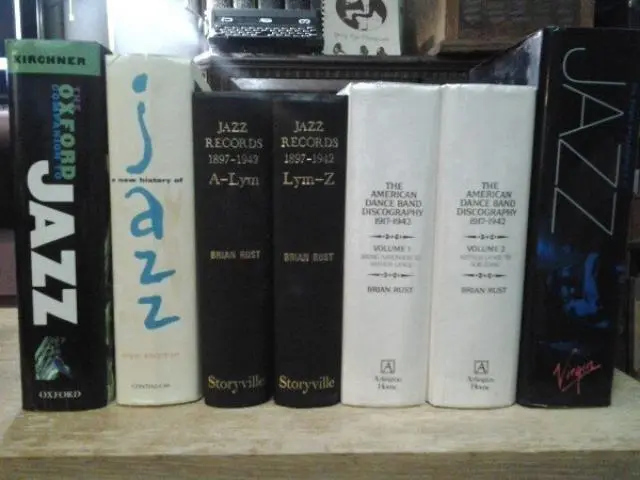 KIRCHNER
THE
OXFORD
COMPANION TO
JAZZ
OXFORD
a new history of
jazz
CONTINUUM
JAZZ
RECORDS
1897-1942
A-Lym
BRIAN RUST
Storyville
JAZZ
RECORDS
1897-1942
Lym-Z
BRIAN RUST
Storyville
THE
AMERICAN
DANCE BAND
DISCOGRAPHY
1917-1942
VOLUME 1
BRIAN RUST
A
Arlington
House
THE
AMERICAN
DANCE BAND
DISCOGRAPHY
1917-1942
VOLUME 2
BRIAN RUST
A
Arlington
House
JAZZ
Virgin